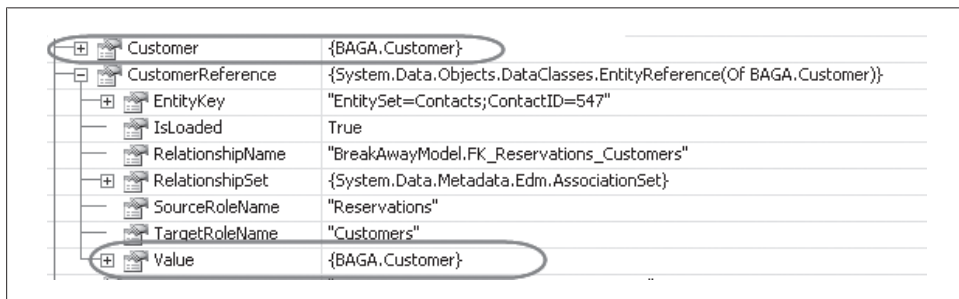 Customer {BAGA.Customer}
CustomerReference {System.Data.Objects.DataClasses.EntityReference(Of BAGA.Customer)}
EntityKey "EntitySet=Contacts;ContactID=547"
IsLoaded True
RelationshipName "BreakAwayModel.FK_Reservations_Customers"
RelationshipSet {System.Data.Metadata.Edm.AssociationSet}
SourceRoleName "Reservations"
TargetRoleName "Customers"
Value {BAGA.Customer}